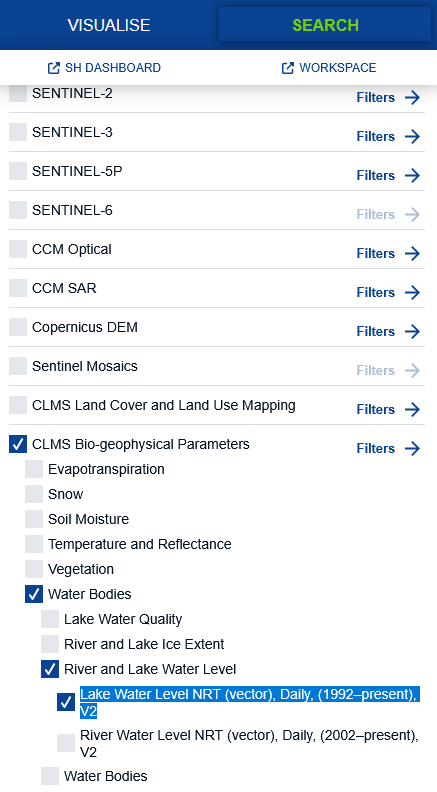 VISUALISE SEARCH
SH DASHBOARD WORKSPACE
SENTINEL-2 Filters
SENTINEL-3 Filters
SENTINEL-5P Filters
SENTINEL-6 Filters
CCM Optical Filters
CCM SAR Filters
Copernicus DEM Filters
Sentinel Mosaics Filters
CLMS Land Cover and Land Use Mapping Filters
CLMS Bio-geophysical Parameters Filters
Evapotranspiration
Snow
Soil Moisture
Temperature and Reflectance
Vegetation
Water Bodies
Lake Water Quality
River and Lake Ice Extent
River and Lake Water Level
Lake Water Level NRT (vector), Daily, (1992–present),
V2
River Water Level NRT (vector), Daily, (2002–present),
V2
Water Bodies